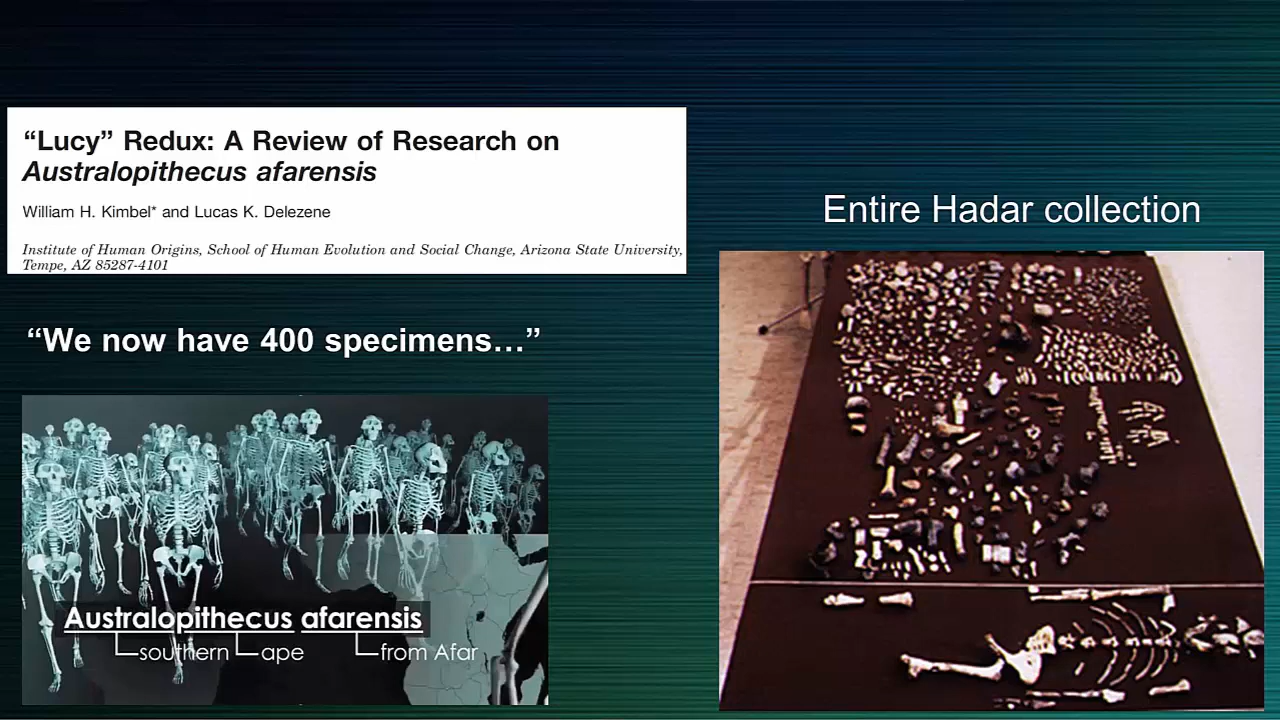 “Lucy” Redux: A Review of Research on
Australopithecus afarensis
William H. Kimbel* and Lucas K. Delezene
Institute of Human Origins, School of Human Evolution and Social Change, Arizona State University,
Tempe, AZ 85287-4101
“We now have 400 specimens…”
Australopithecus afarensis
southern ape from Afar
Entire Hadar collection